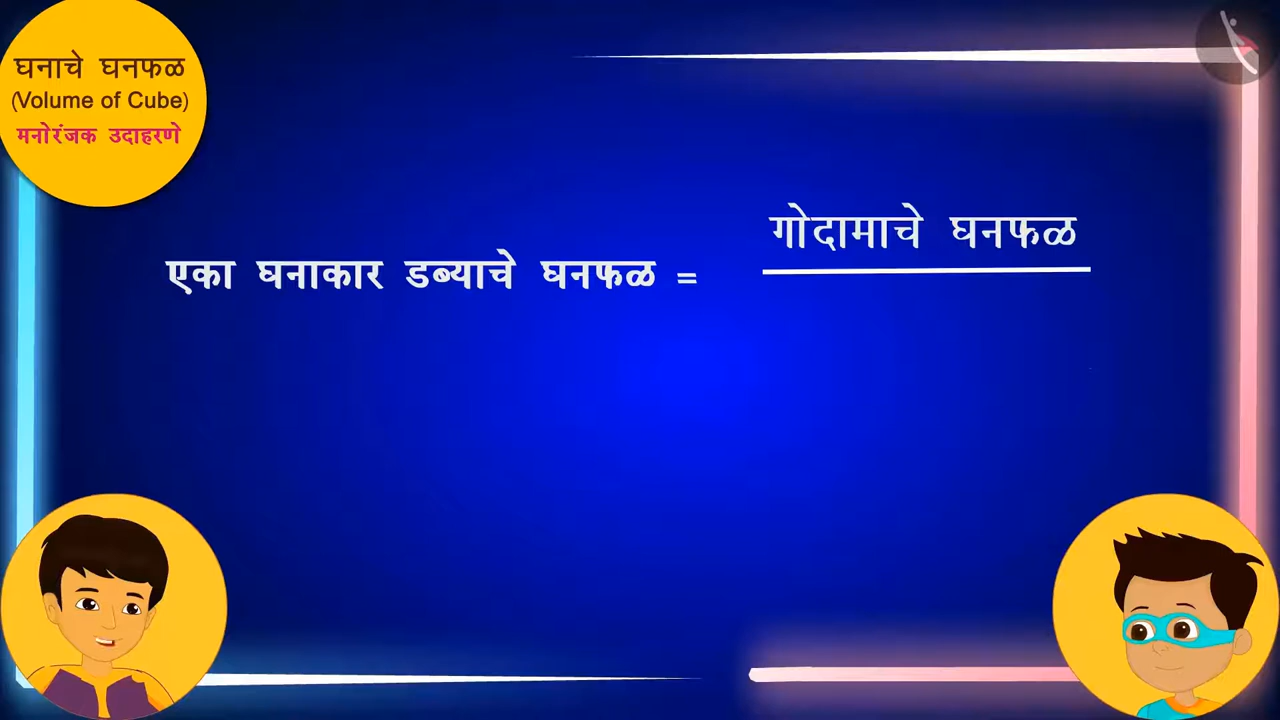 घनाचे घनफळ
(Volume of Cube)
मनोरंजक उदाहरणे
गोदामाचे घनफळ
एका घनाकार डब्याचे घनफळ =